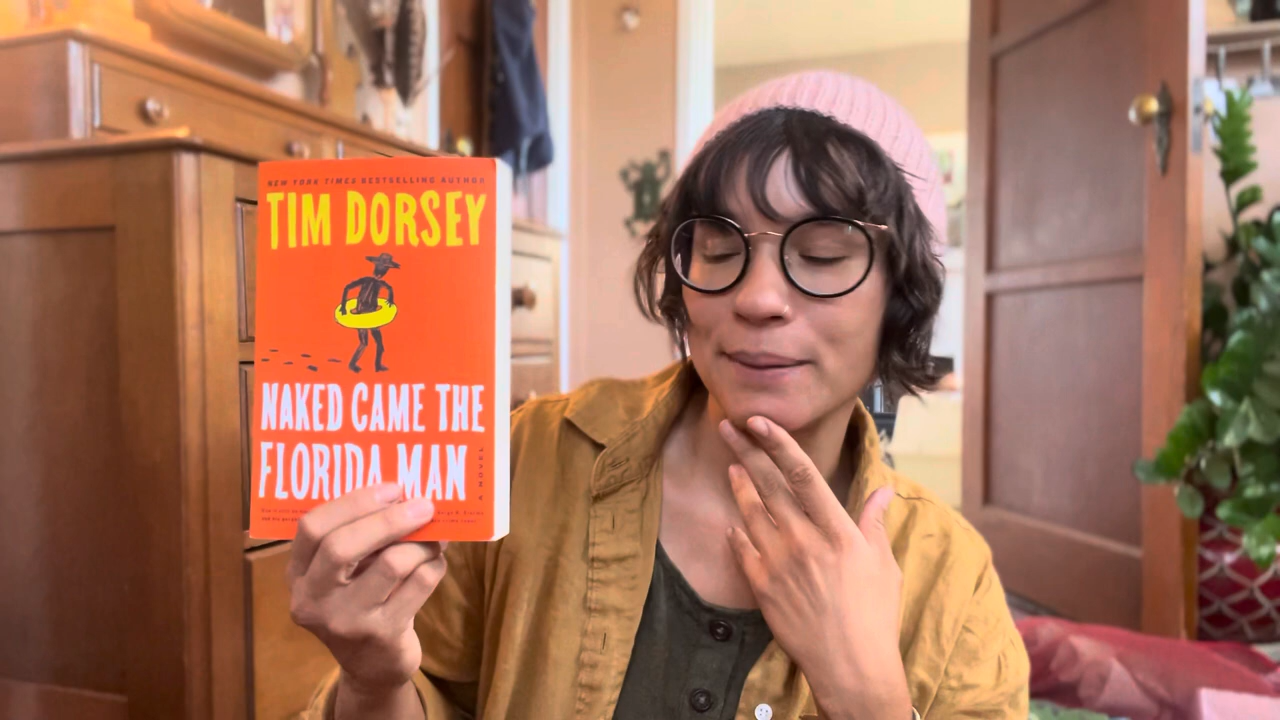 NEW YORK TIMES BESTSELLING AUTHOR
TIM DORSEY
NAKED CAME THE
FLORIDA MAN
A NOVEL